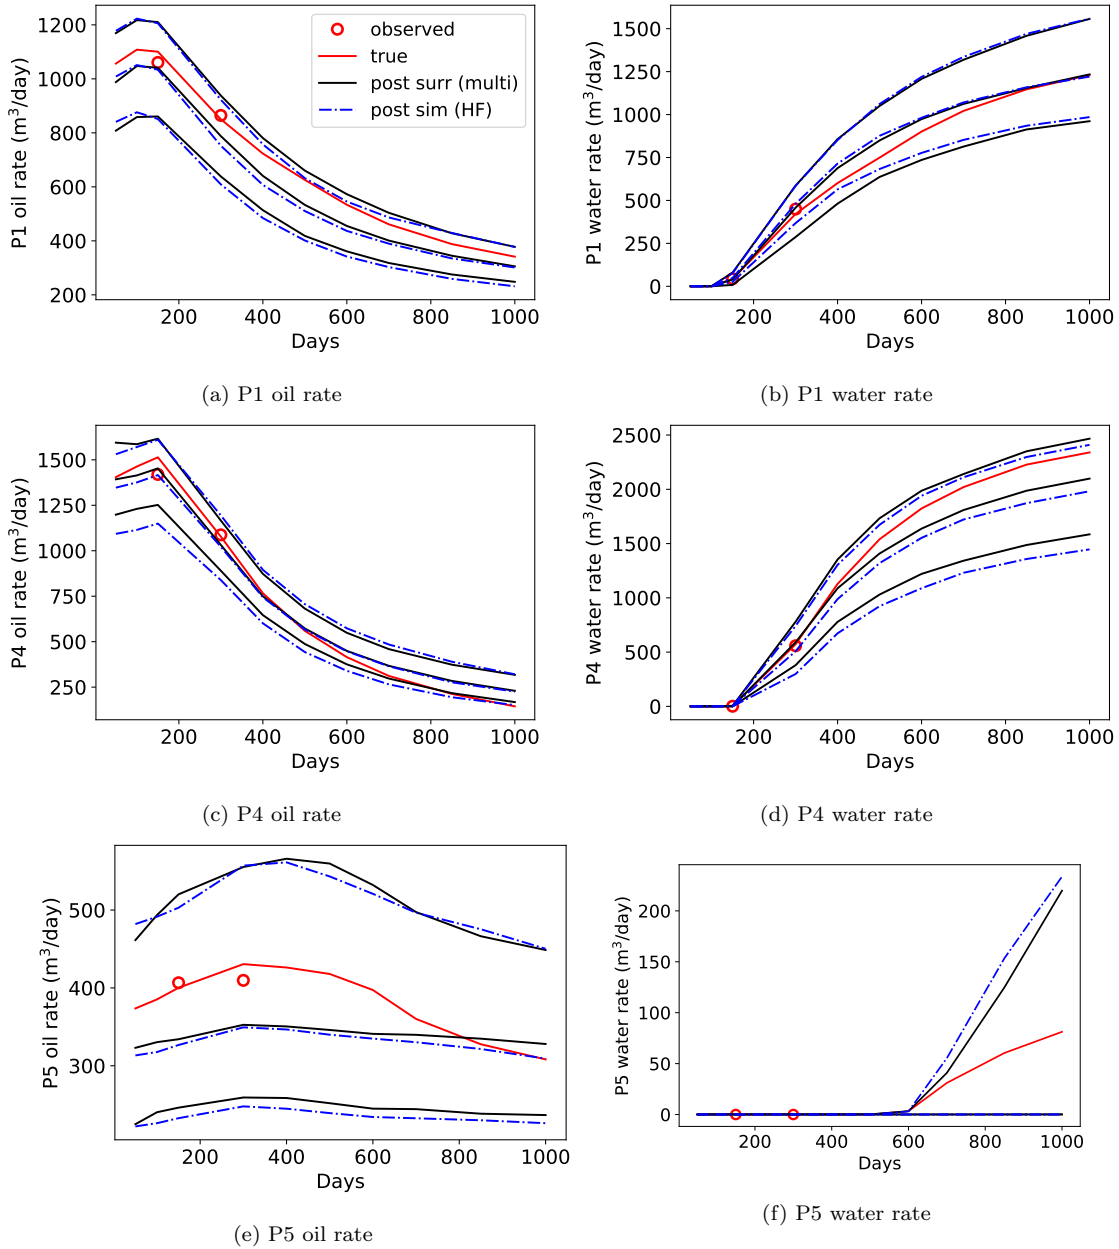 1200
1000
800
600
400
200
P1 oil rate (m³/day)
observed
true
post surr (multi)
post sim (HF)
200 400 600 800 1000
Days
(a) P1 oil rate
1500
1250
1000
750
500
250
0
P1 water rate (m³/day)
200 400 600 800 1000
Days
(b) P1 water rate
1500
1250
1000
750
500
250
P4 oil rate (m³/day)
200 400 600 800 1000
Days
(c) P4 oil rate
2500
2000
1500
1000
500
0
P4 water rate (m³/day)
200 400 600 800 1000
Days
(d) P4 water rate
500
400
300
P5 oil rate (m³/day)
200 400 600 800 1000
Days
(e) P5 oil rate
200
150
100
50
0
P5 water rate (m³/day)
200 400 600 800 1000
Days
(f) P5 water rate